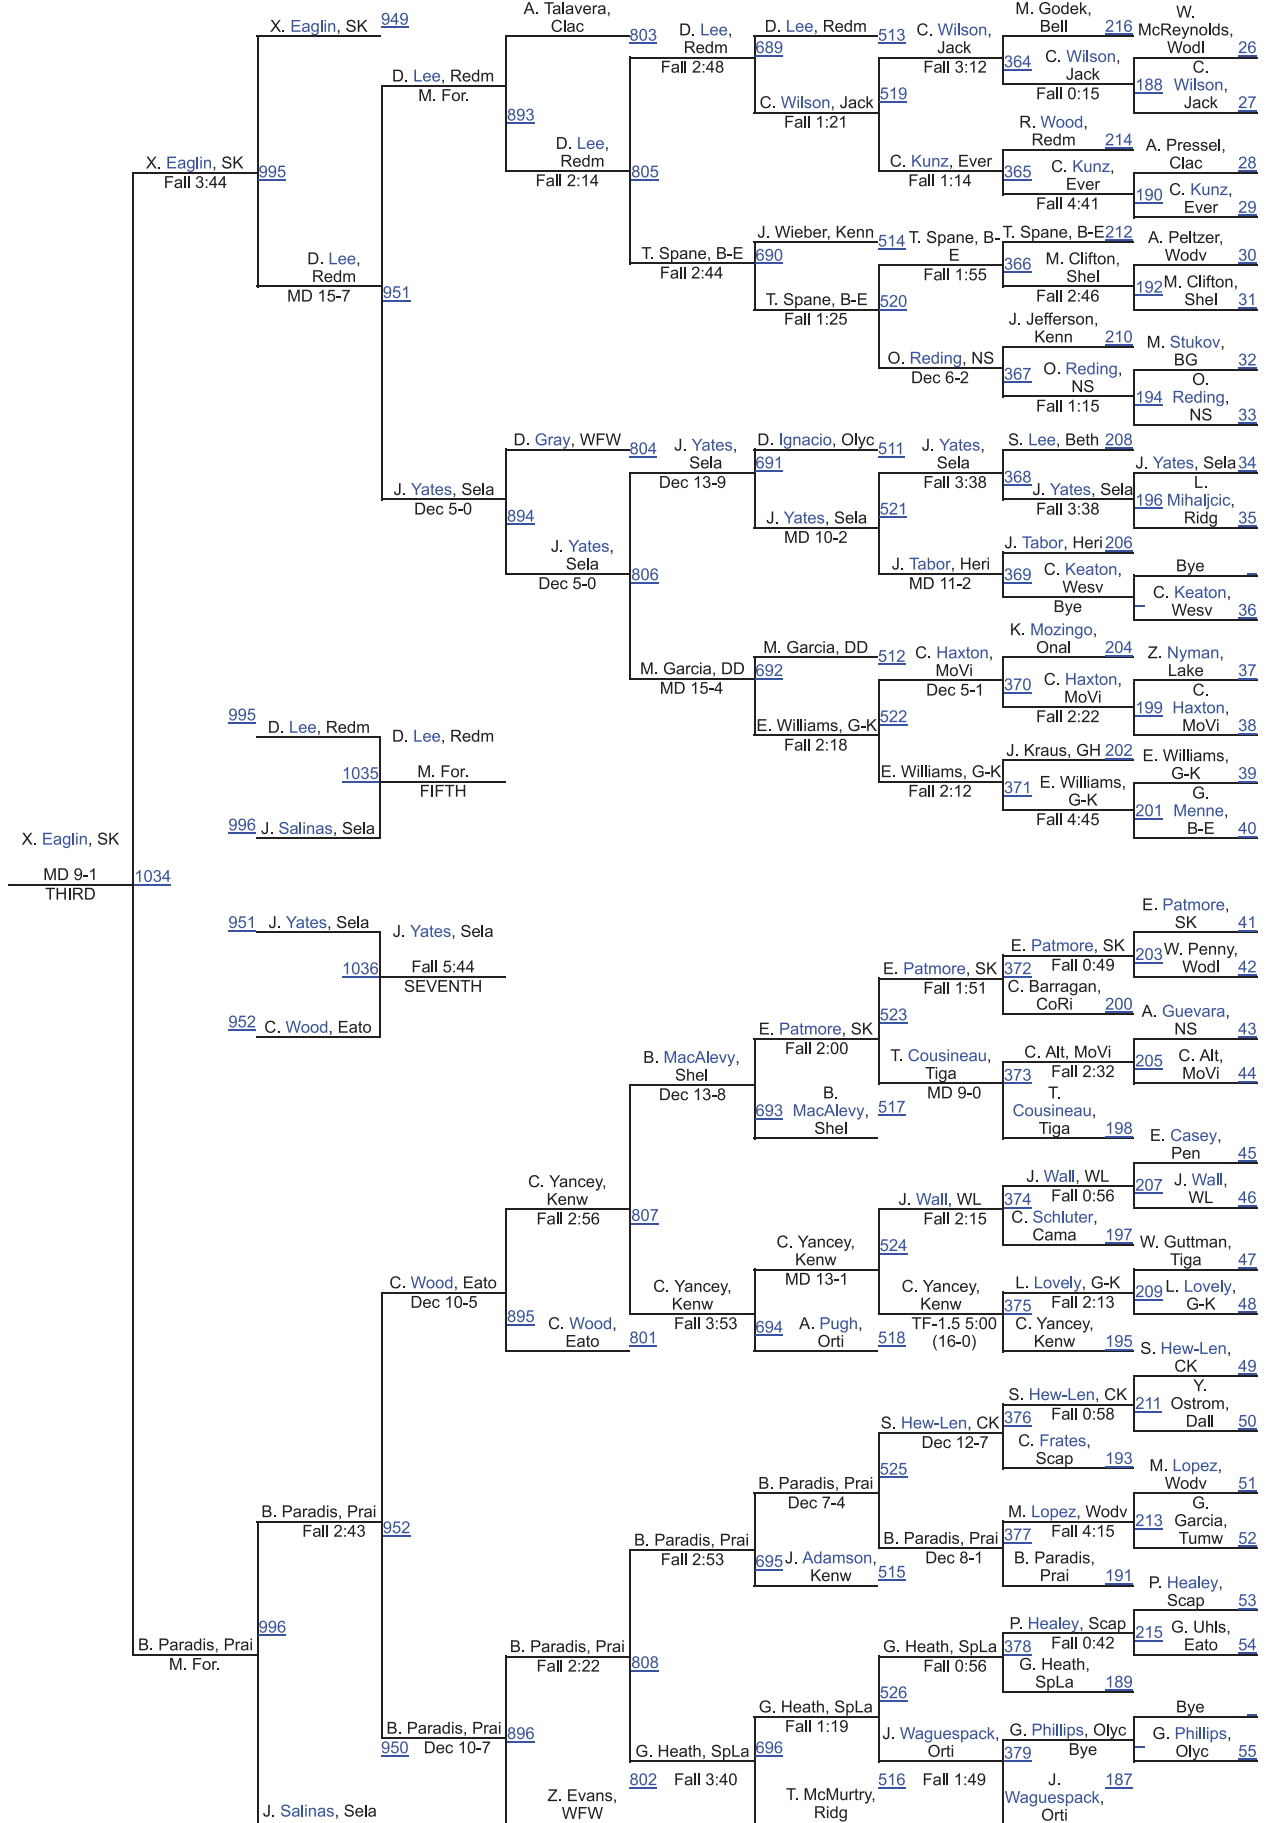 A. Talavera,
Clac
803
X. Eaglin, SK
949
D. Lee,
Redm
Fall 2:48
D. Lee, Redm
513
689
C. Wilson,
Jack
Fall 3:12
M. Godek,
Bell
216
W.
McReynolds,
Wodl
26
364
C. Wilson,
Jack
Fall 0:15
188
C.
Wilson,
Jack
27
D. Lee, Redm
M. For.
893
C. Wilson, Jack
Fall 1:21
519
R. Wood,
Redm
214
A. Pressel,
Clac
28
D. Lee,
Redm
Fall 2:14
805
C. Kunz, Ever
Fall 1:14
365
C. Kunz,
Ever
Fall 4:41
190
C. Kunz,
Ever
29
X. Eaglin, SK
Fall 3:44
995
J. Wieber, Kenn
514
T. Spane, B-
E
Fall 1:55
T. Spane, B-E
212
A. Peltzer,
Wodv
30
T. Spane, B-E
Fall 2:44
690
366
M. Clifton,
Shel
Fall 2:46
192
M. Clifton,
Shel
31
D. Lee,
Redm
MD 15-7
951
T. Spane, B-E
Fall 1:25
520
J. Jefferson,
Kenn
210
M. Stukov,
BG
32
O. Reding, NS
Dec 6-2
367
O. Reding,
NS
Fall 1:15
194
O.
Reding,
NS
33
D. Gray, WFW
804
J. Yates,
Sela
Dec 13-9
D. Ignacio, Olyc
511
691
J. Yates,
Sela
Fall 3:38
S. Lee, Beth
208
J. Yates, Sela
34
368
J. Yates, Sela
Fall 3:38
196
L.
Mihaljcic,
Ridg
35
J. Yates, Sela
Dec 5-0
894
J. Yates, Sela
MD 10-2
521
J. Tabor, Heri
206
Bye
J. Yates,
Sela
Dec 5-0
806
J. Tabor, Heri
MD 11-2
369
C. Keaton,
Wesv
Bye
C. Keaton,
Wesv
36
M. Garcia, DD
512
C. Haxton,
MoVi
Dec 5-1
K. Mozingo,
Onal
204
Z. Nyman,
Lake
37
M. Garcia, DD
MD 15-4
692
370
C. Haxton,
MoVi
Fall 2:22
199
C.
Haxton,
MoVi
38
995
D. Lee, Redm
D. Lee, Redm
E. Williams, G-K
Fall 2:18
522
J. Kraus, GH
202
E. Williams,
G-K
39
1035
M. For.
FIFTH
E. Williams, G-K
Fall 2:12
371
E. Williams,
G-K
Fall 4:45
201
G.
Menne,
B-E
40
996
J. Salinas, Sela
X. Eaglin, SK
MD 9-1
THIRD
1034
951
J. Yates, Sela
J. Yates, Sela
E. Patmore,
SK
41
1036
Fall 5:44
SEVENTH
E. Patmore, SK
Fall 1:51
E. Patmore, SK
Fall 0:49
372
203
W. Penny,
Wodl
42
C. Barragan,
CoRi
200
952
C. Wood, Eato
523
A. Guevara,
NS
43
E. Patmore, SK
Fall 2:00
T. Cousineau,
Tiga
MD 9-0
C. Alt, MoVi
Fall 2:32
373
205
C. Alt,
MoVi
44
B. MacAlevy,
Shel
Dec 13-8
693
B.
MacAlevy,
Shel
517
T.
Cousineau,
Tiga
198
E. Casey,
Pen
45
C. Yancey,
Kenw
Fall 2:56
807
J. Wall, WL
Fall 2:15
J. Wall, WL
Fall 0:56
374
207
J. Wall,
WL
46
C. Schluter,
Cama
197
C. Yancey,
Kenw
MD 13-1
524
W. Guttman,
Tiga
47
C. Wood, Eato
Dec 10-5
895
C. Yancey,
Kenw
Fall 3:53
C. Yancey,
Kenw
TF-1.5 5:00
(16-0)
L. Lovely, G-K
Fall 2:13
375
209
L. Lovely,
G-K
48
C. Wood,
Eato
801
694
A. Pugh,
Orti
518
C. Yancey,
Kenw
195
S. Hew-Len,
CK
49
S. Hew-Len, CK
Dec 12-7
S. Hew-Len, CK
Fall 0:58
376
211
Y.
Ostrom,
Dall
50
C. Frates,
Scap
193
B. Paradis, Prai
Dec 7-4
525
M. Lopez,
Wodv
51
B. Paradis, Prai
Fall 2:43
952
B. Paradis, Prai
Fall 2:53
B. Paradis, Prai
Dec 8-1
M. Lopez, Wodv
Fall 4:15
377
213
G.
Garcia,
Tumw
52
695
J. Adamson,
Kenw
515
B. Paradis,
Prai
191
P. Healey,
Scap
53
996
B. Paradis, Prai
M. For.
B. Paradis, Prai
Fall 2:22
808
G. Heath, SpLa
Fall 0:56
P. Healey, Scap
Fall 0:42
378
215
G. Uhls,
Eato
54
G. Heath,
SpLa
189
526
G. Heath, SpLa
Fall 1:19
Bye
B. Paradis, Prai
950
Dec 10-7
896
G. Heath, SpLa
696
J. Waguespack,
Orti
G. Phillips, Olyc
Bye
379
G. Phillips,
Olyc
55
802
Fall 3:40
516
Fall 1:49
187
J. Salinas, Sela
Z. Evans,
WFW
T. McMurtry,
Ridg
J.
Waguespack,
Orti